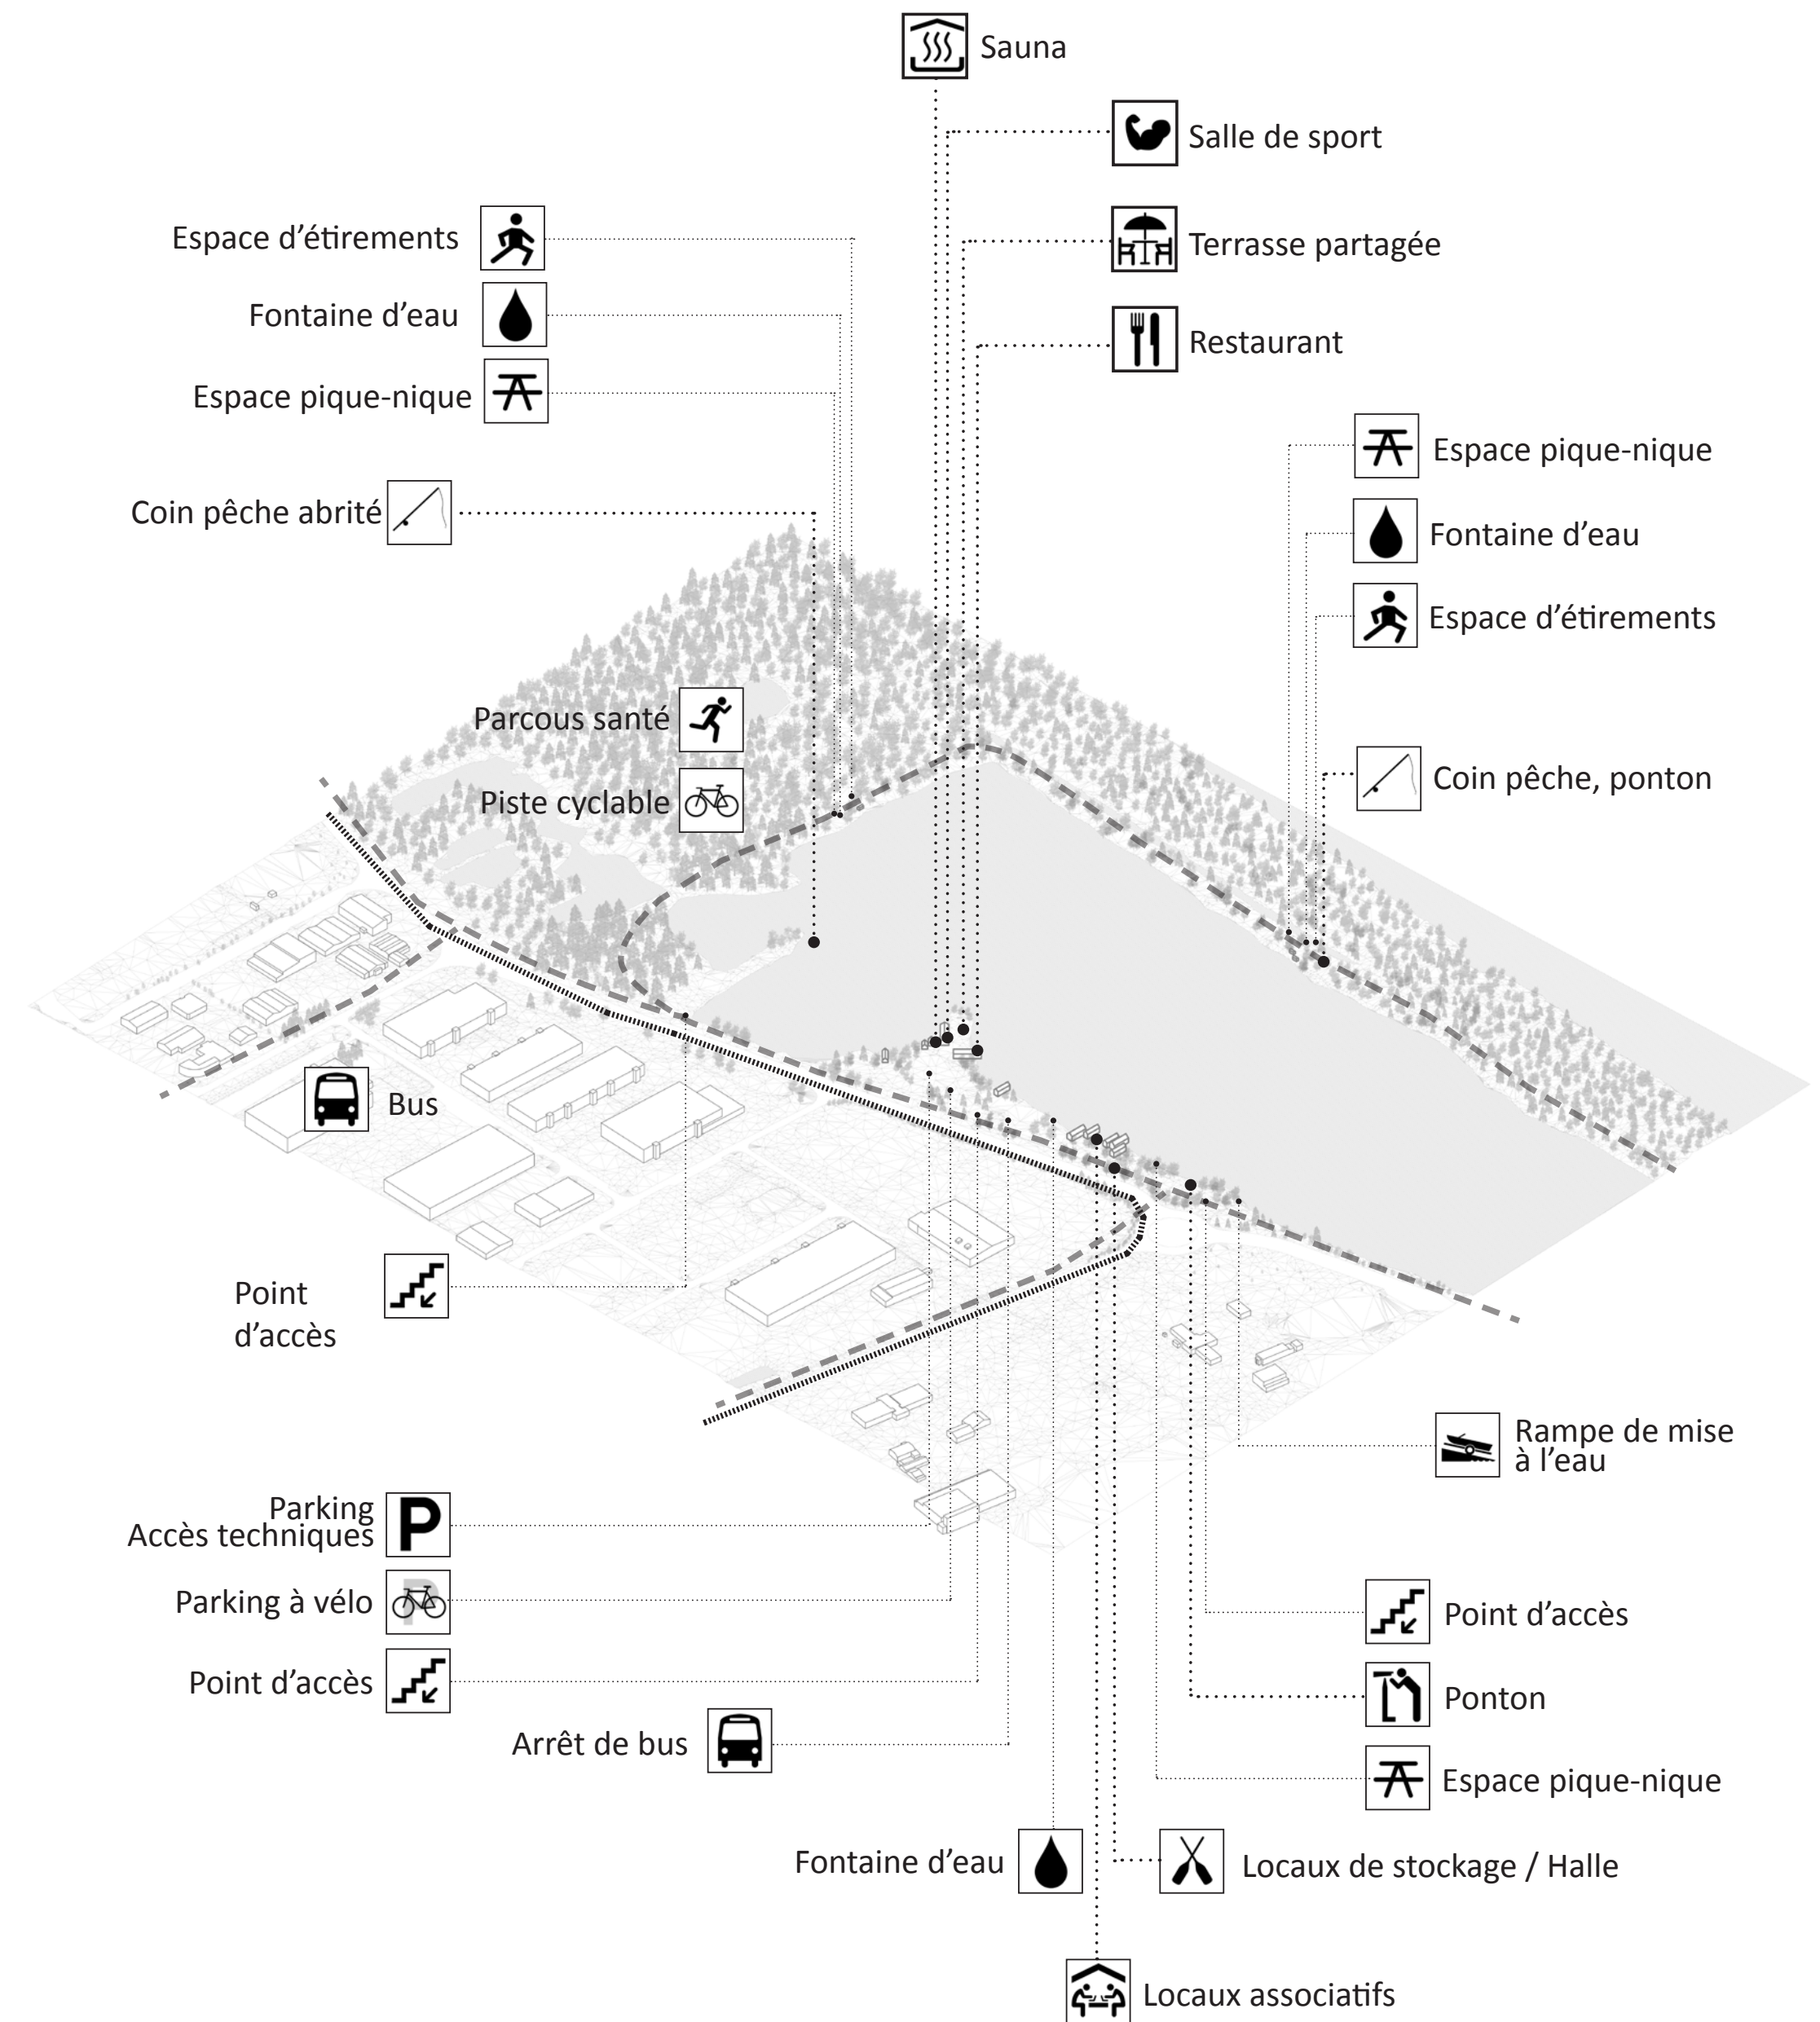 Sauna
Salle de sport
Espace d’étirements
Terrasse partagée
Fontaine d’eau
Restaurant
Espace pique-nique
Espace pique-nique
Coin pêche abrité
Fontaine d’eau
Espace d’étirements
Parcous santé
Coin pêche, ponton
Piste cyclable
Bus
Point
d’accès
Rampe de mise
à l’eau
Parking
Accès techniques
P
Parking à vélo
P
Point d’accès
Point d’accès
Ponton
Arrêt de bus
Espace pique-nique
Fontaine d’eau
Locaux de stockage / Halle
Locaux associatifs